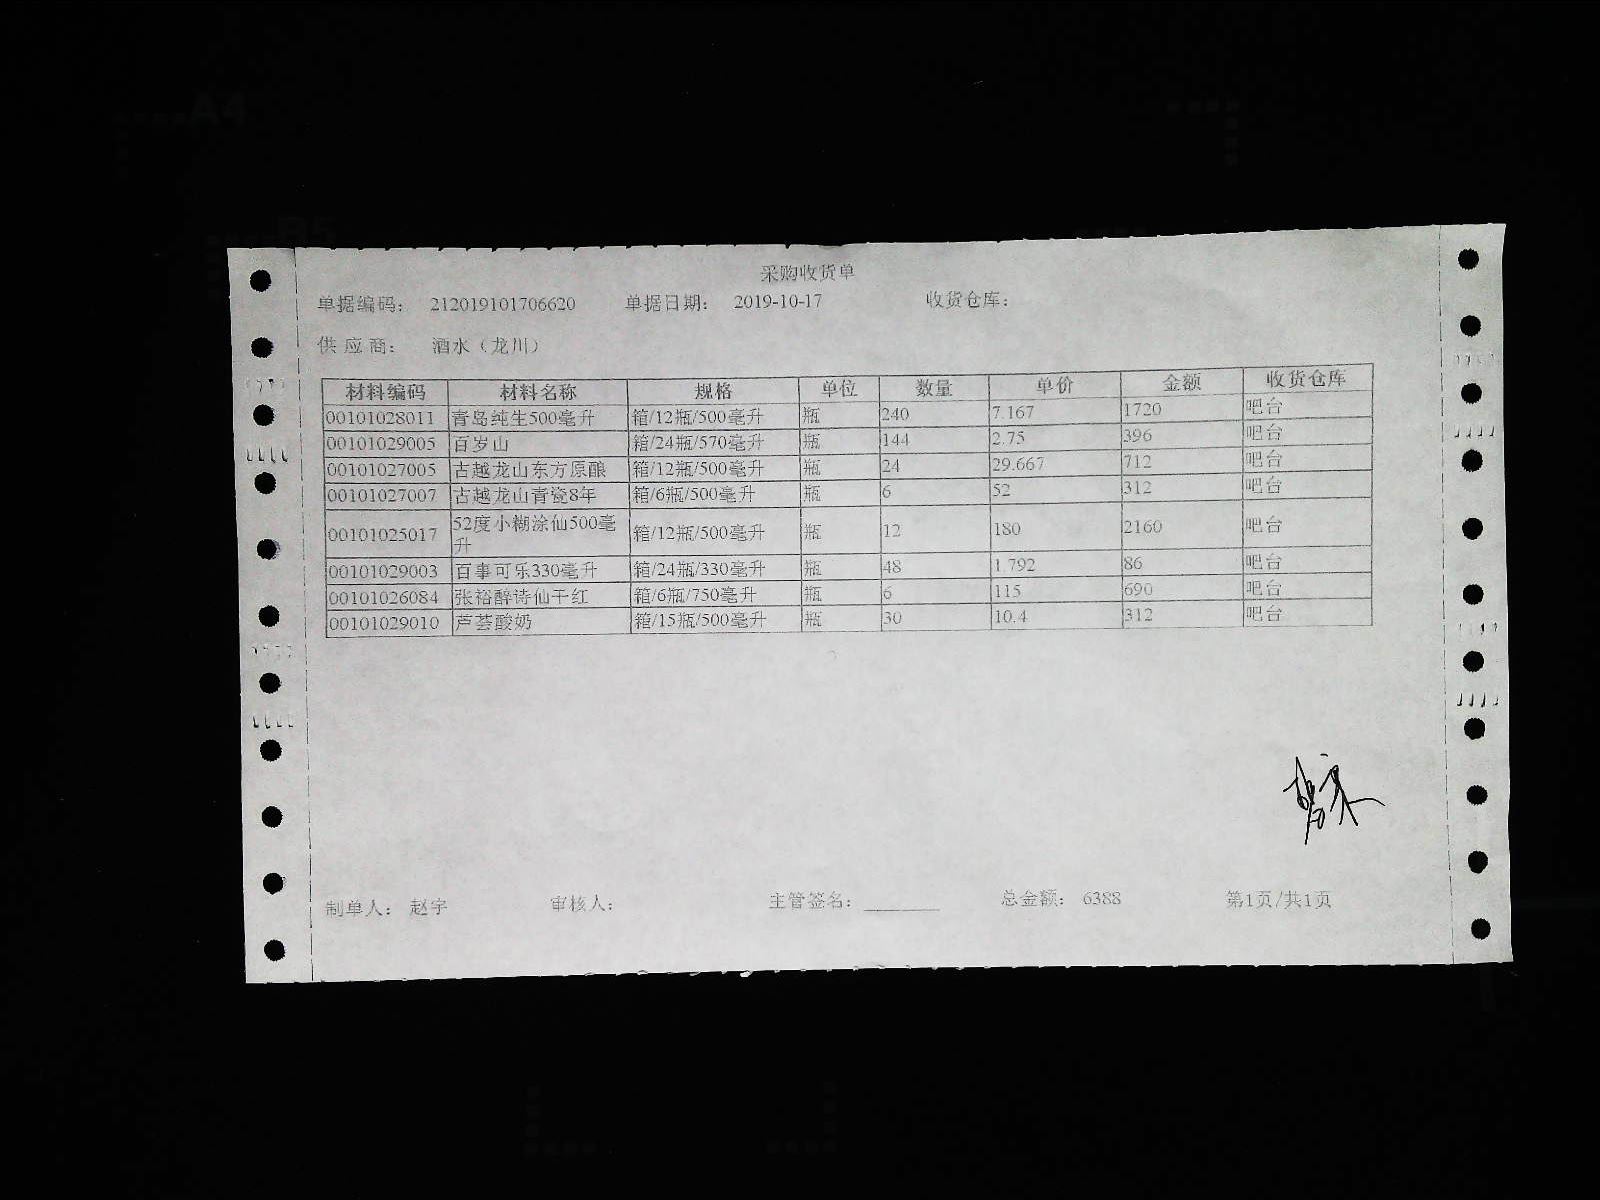 采购收货单
单据编码： 212019101706620 单据日期： 2019-10-17 收货仓库：
供 应 商： 酒水（龙川）
材料编码 材料名称 规格 单位 数量 单价 金额 收货仓库
00101028011 青岛纯生500毫升 箱/12瓶/500毫升 瓶 240 7.167 1720 吧台
00101029005 百岁山 箱/24瓶/570毫升 瓶 144 2.75 396 吧台
00101027005 古越龙山东方原酿 箱/12瓶/500毫升 瓶 24 29.667 712 吧台
00101027007 古越龙山青瓷8年 箱/6瓶/500毫升 瓶 6 52 312 吧台
00101025017 52度小糊涂仙500毫升 箱/12瓶/500毫升 瓶 12 180 2160 吧台
00101029003 百事可乐330毫升 箱/24瓶/330毫升 瓶 48 1.792 86 吧台
00101026084 张裕醉诗仙干红 箱/6瓶/750毫升 瓶 6 115 690 吧台
00101029010 芦荟酸奶 箱/15瓶/500毫升 瓶 30 10.4 312 吧台
制单人： 赵宇 审核人： 主管签名： 总金额： 6388 第1页/共1页